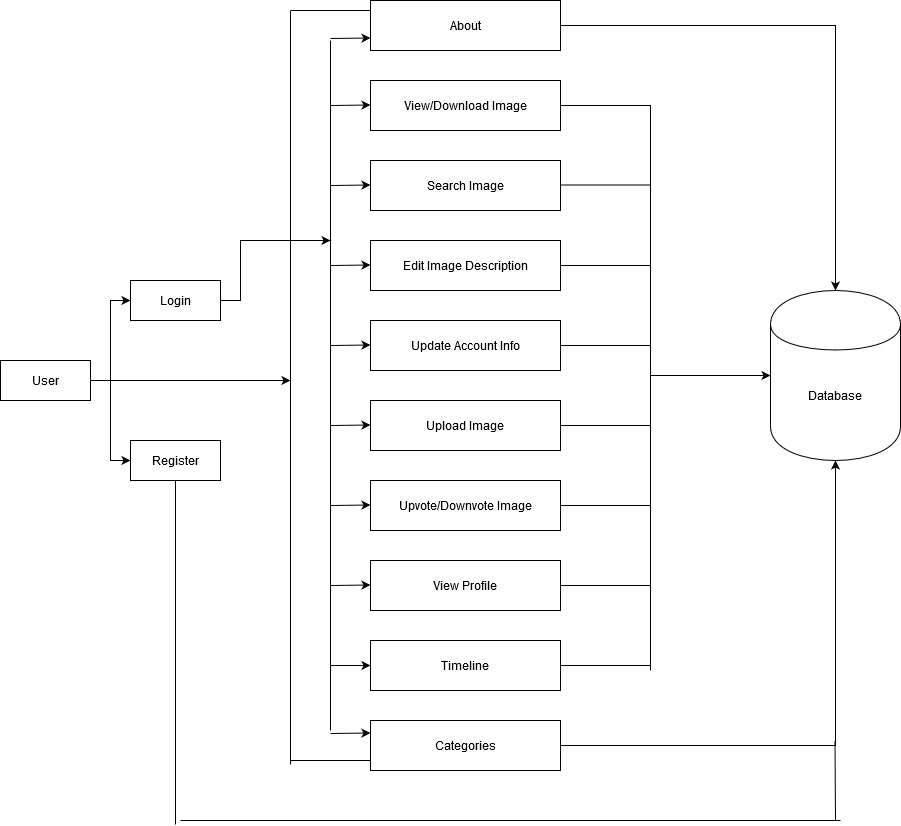 About
View/Download Image
Search Image
Edit Image Description
Login
Update Account Info
User
Database
Upload Image
Register
Upvote/Downvote Image
View Profile
Timeline
Categories